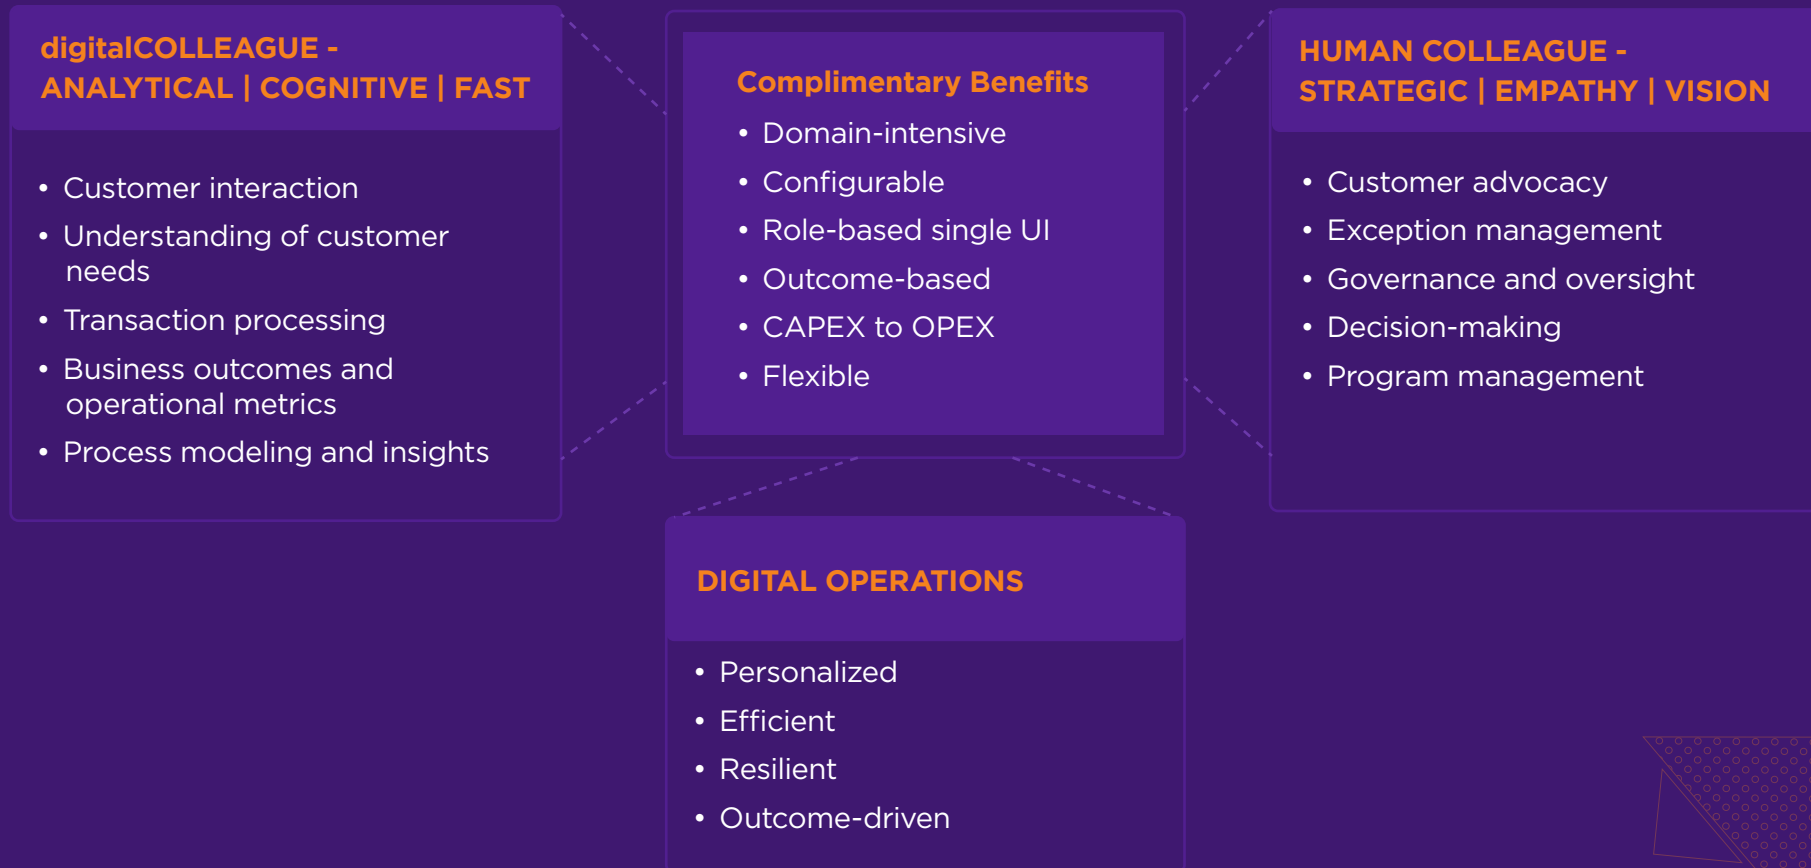 digitalCOLLEAGUE -
ANALYTICAL | COGNITIVE | FAST
• Customer interaction
• Understanding of customer
needs
• Transaction processing
• Business outcomes and
operational metrics
• Process modeling and insights
Complimentary Benefits
• Domain-intensive
• Configurable
• Role-based single UI
• Outcome-based
• CAPEX to OPEX
• Flexible
HUMAN COLLEAGUE -
STRATEGIC | EMPATHY | VISION
• Customer advocacy
• Exception management
• Governance and oversight
• Decision-making
• Program management
DIGITAL OPERATIONS
• Personalized
• Efficient
• Resilient
• Outcome-driven